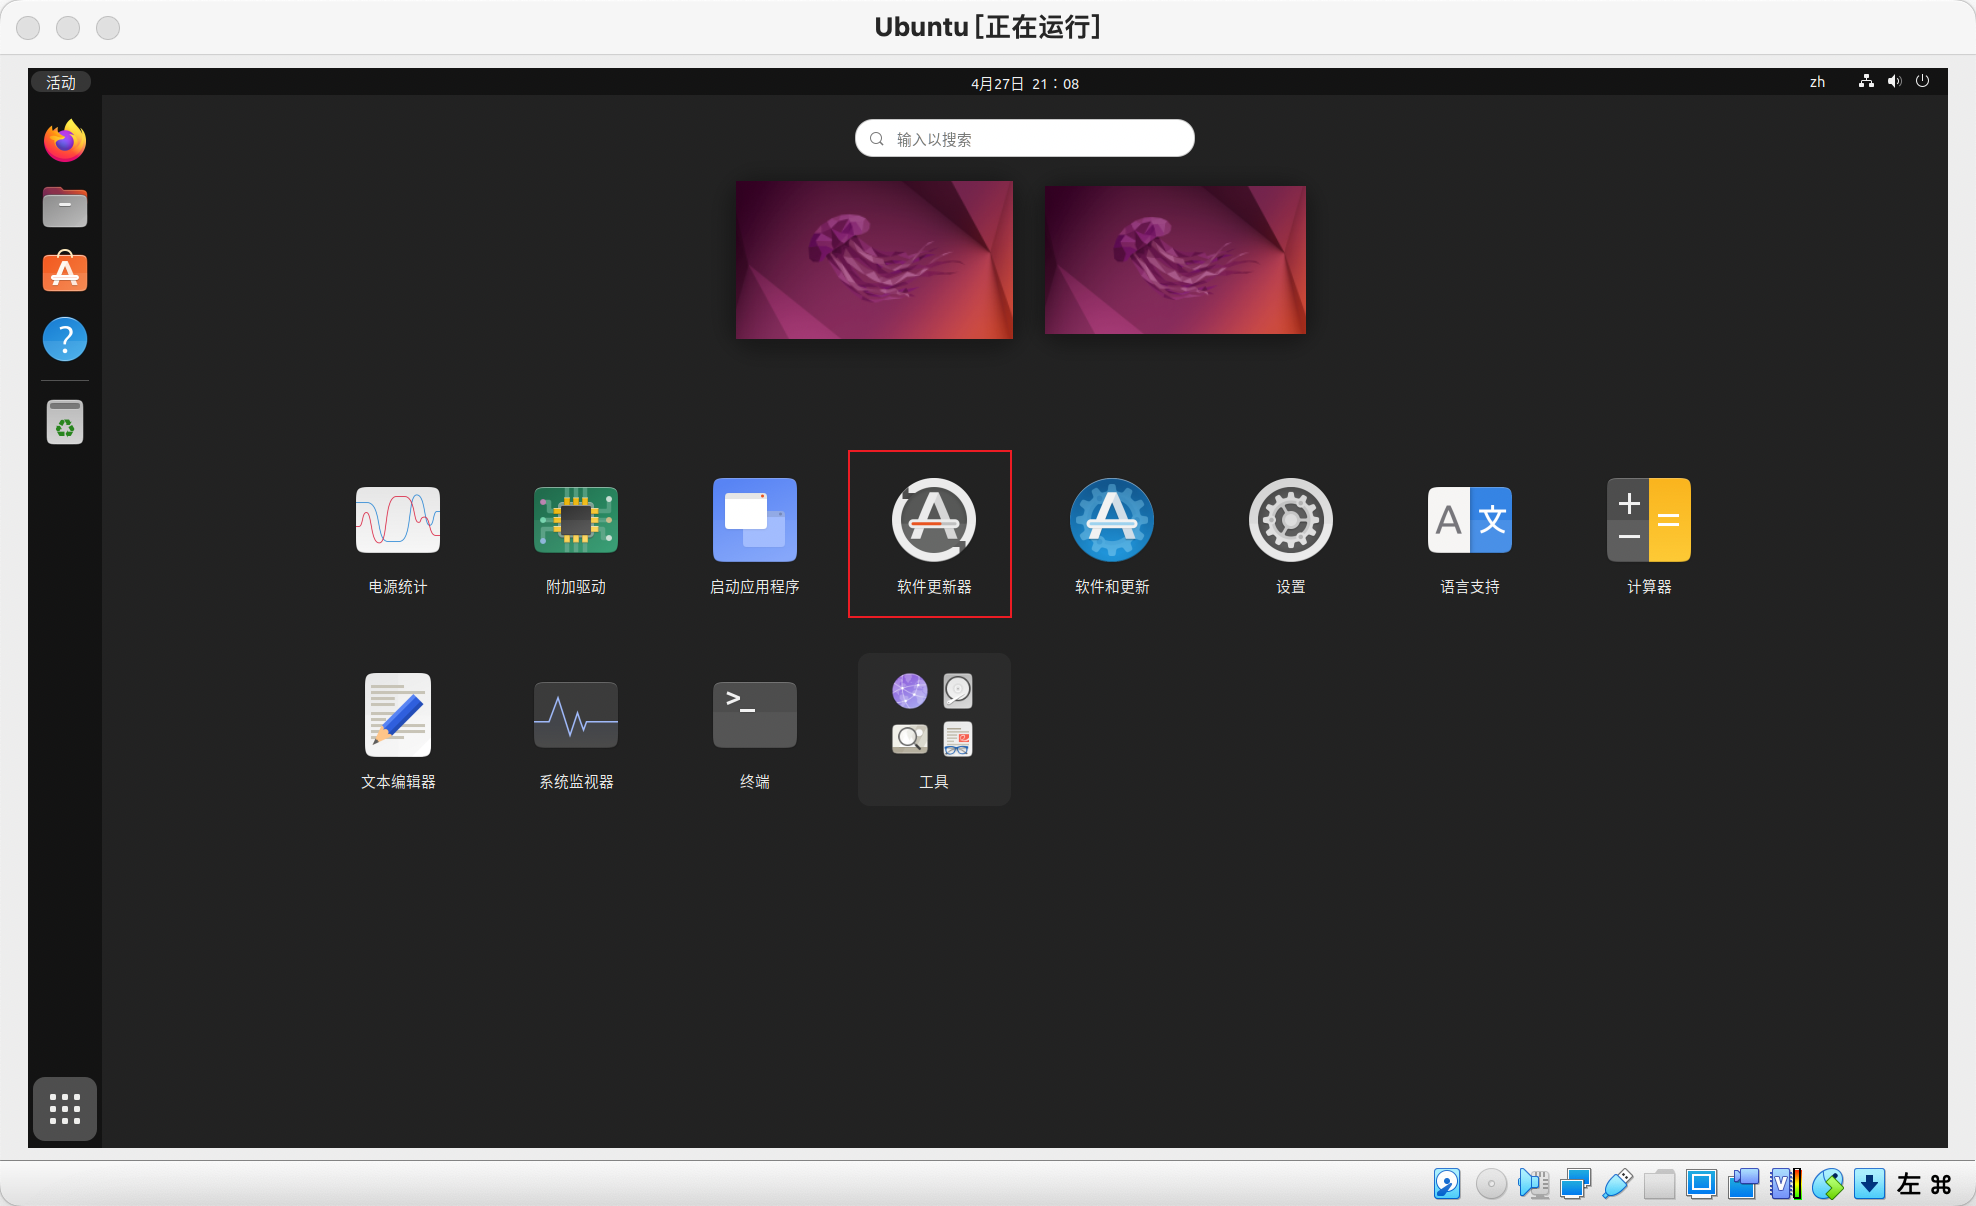 Ubuntu [正在运行]
活动
4月27日 21：08
zh
输入以搜索
电源统计
附加驱动
启动应用程序
软件更新器
软件和更新
设置
语言支持
计算器
文本编辑器
系统监视器
终端
工具
左 ⌘